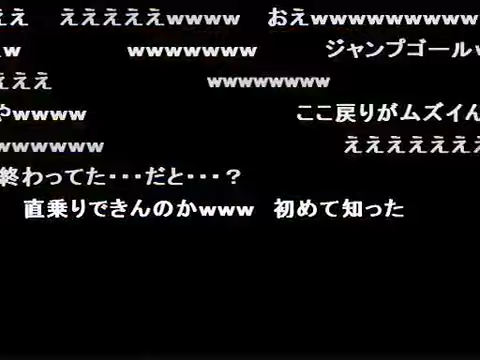 ええ ええええええwwww おえwwwwwwwwww
w wwwwwww ジャンプゴールw
えええ wwwwwwww
やwwww ここ戻りがムズイん
wwwwwww えええええええ
終わってた・・・だと・・・？
直乗りできんのかwww 初めて知った